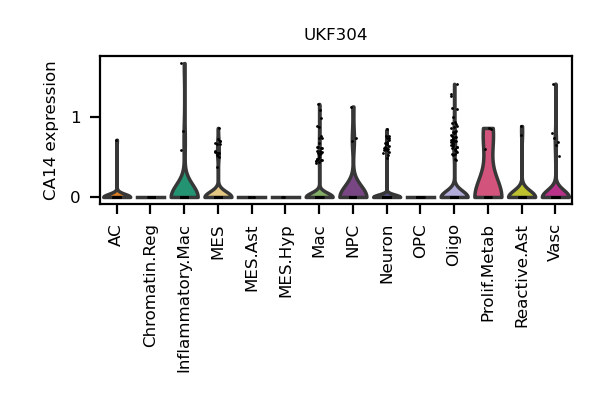 UKF304
CA14 expression
1
0
AC
Chromatin.Reg
Inflammatory.Mac
MES
MES.Ast
MES.Hyp
Mac
NPC
Neuron
OPC
Oligo
Prolif.Metab
Reactive.Ast
Vasc